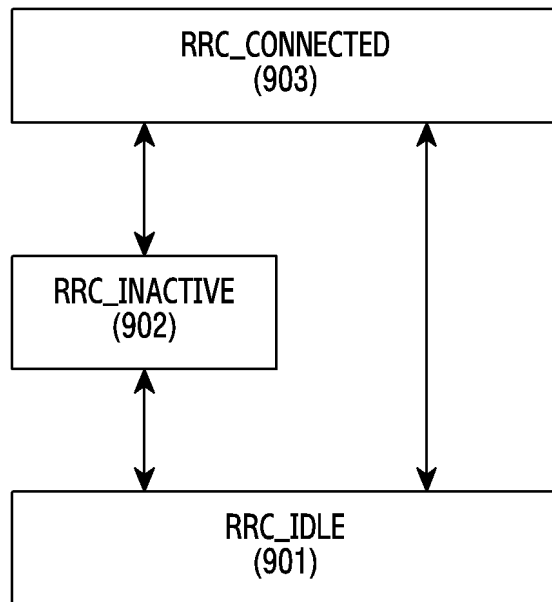 RRC_CONNECTED
(903)
RRC_INACTIVE
(902)
RRC_IDLE
(901)